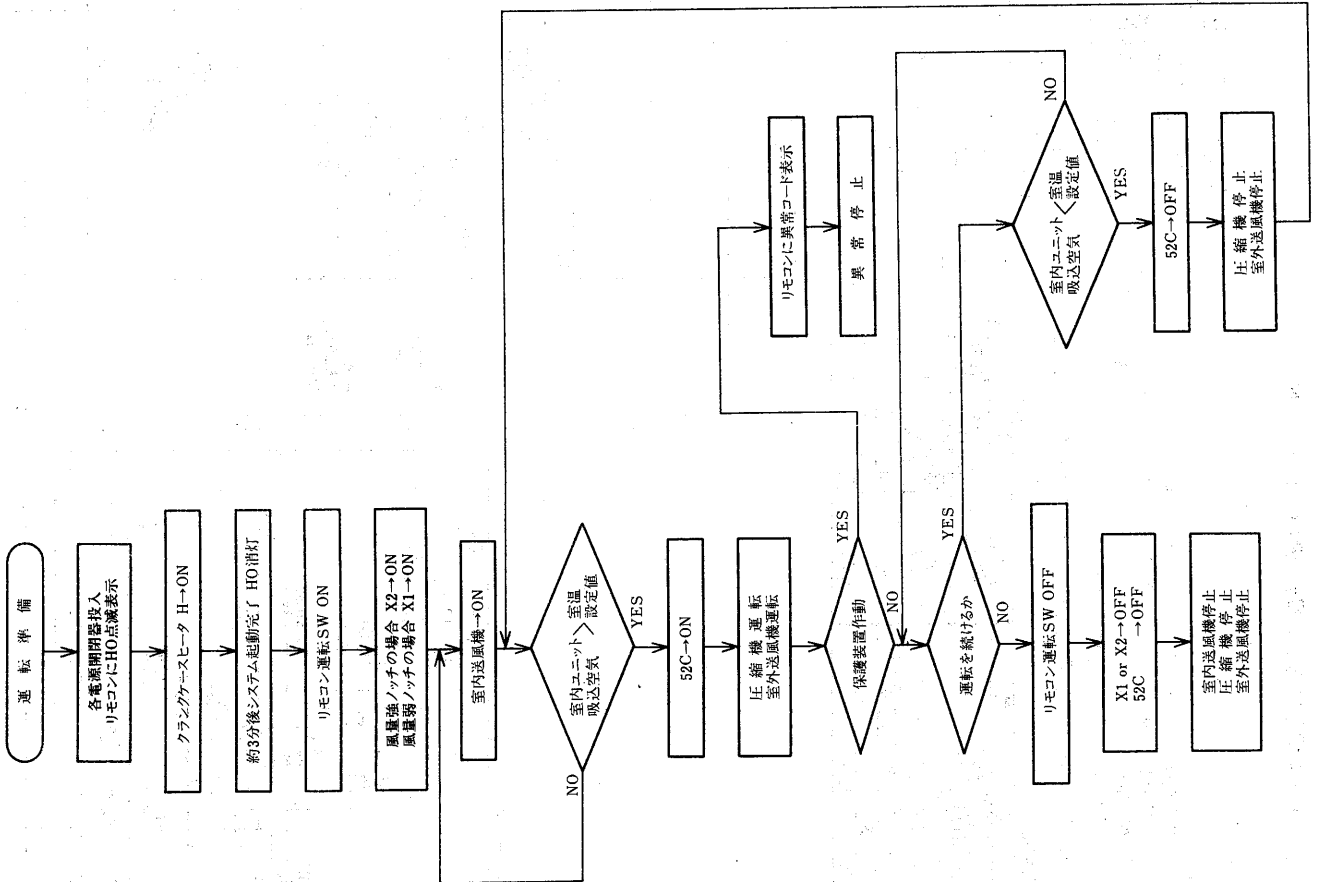 運転準備
各電源開閉器投入
リモコンにHO点滅表示
クランクケースヒータ H→ON
約3分後システム起動完了 HO消灯
リモコン運転SW ON
風量強ノッチの場合 X2→ON
風量弱ノッチの場合 X1→ON
室内送風機→ON
室内ユニット > 室温
吸込空気 設定値
NO
YES
52C→ON
圧縮機運転
室外送風機運転
保護装置作動
YES
NO
リモコンに異常コード表示
異常停止
運転を続けるか
YES
NO
室内ユニット < 室温
吸込空気 設定値
NO
YES
52C→OFF
圧縮機停止
室外送風機停止
リモコン運転SW OFF
X1 or X2→OFF
52C →OFF
室内送風機停止
圧縮機停止
室外送風機停止